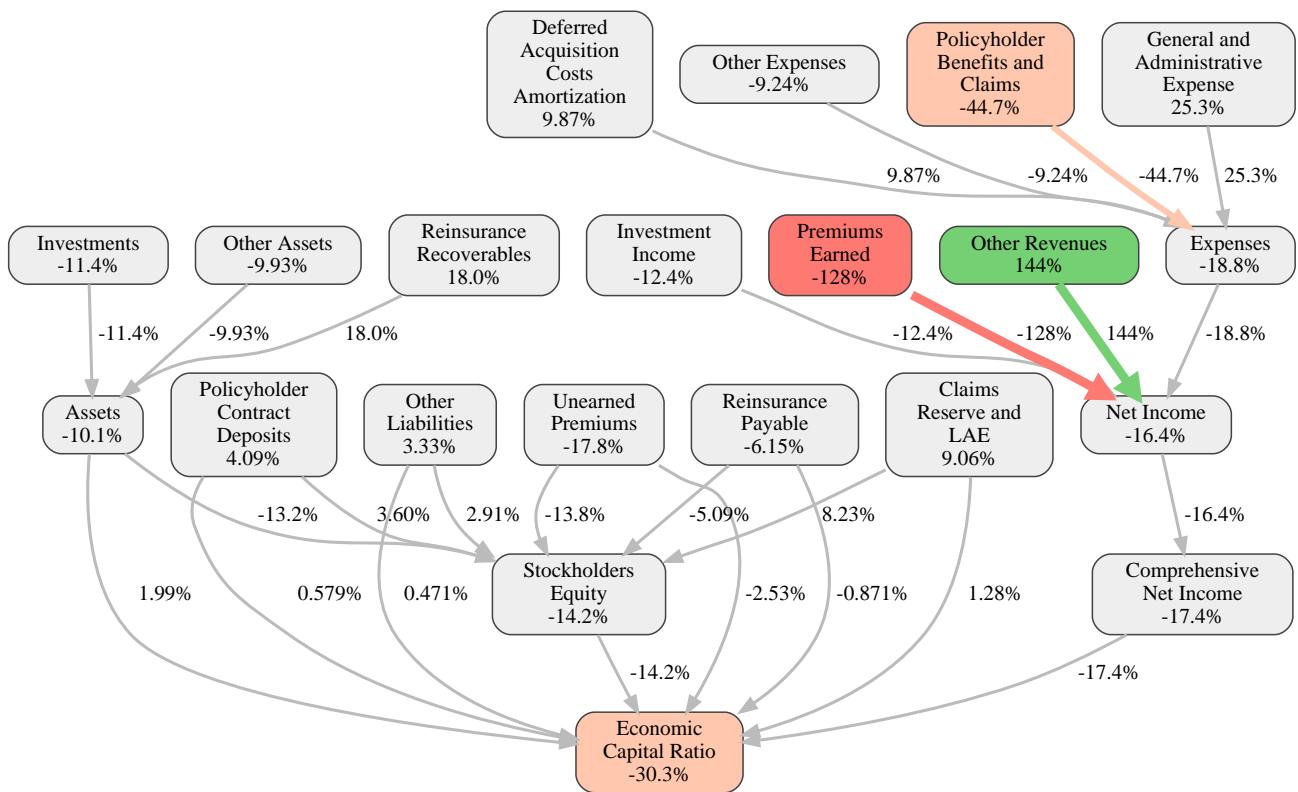 Deferred
Acquisition
Costs
Amortization
9.87%
Other Expenses
-9.24%
Policyholder
Benefits and
Claims
-44.7%
General and
Administrative
Expense
25.3%
9.87%
-9.24%
-44.7%
25.3%
Investments
-11.4%
Other Assets
-9.93%
Reinsurance
Recoverables
18.0%
Investment
Income
-12.4%
Premiums
Earned
-128%
Other Revenues
144%
Expenses
-18.8%
-11.4%
-9.93%
18.0%
-12.4%
-128%
144%
-18.8%
Assets
-10.1%
Policyholder
Contract
Deposits
4.09%
Other
Liabilities
3.33%
Unearned
Premiums
-17.8%
Reinsurance
Payable
-6.15%
Claims
Reserve and
LAE
9.06%
Net Income
-16.4%
-13.2%
3.60%
2.91%
-13.8%
-5.09%
8.23%
-16.4%
Stockholders
Equity
-14.2%
Comprehensive
Net Income
-17.4%
1.99%
0.579%
0.471%
-2.53%
-0.871%
1.28%
-14.2%
-17.4%
Economic
Capital Ratio
-30.3%